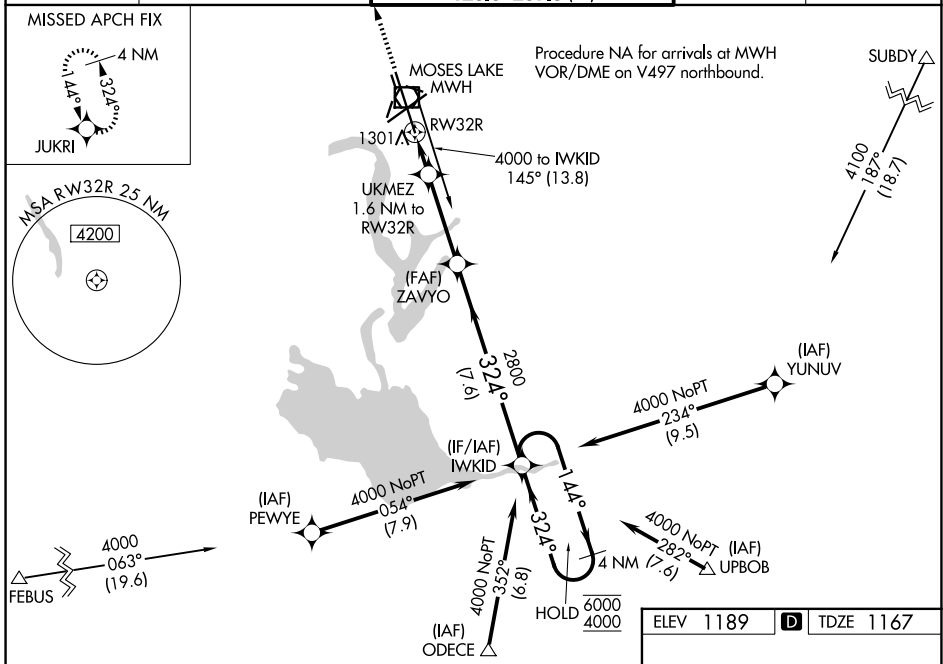 MISSED APCH FIX
4 NM
144°
324°
JUKRI
MSA RW32R 25 NM
4200
MOSES LAKE
MWH
Procedure NA for arrivals at MWH
VOR/DME on V497 northbound.
SUBDY
4100
187°
(18.7)
RW32R
1301
4000 to IWKID
145° (13.8)
UKMEZ
1.6 NM to
RW32R
(FAF)
ZAVYO
2800
324°
(7.6)
(IAF)
YUNUV
4000 NoPT
234°
(9.5)
(IF/IAF)
IWKID
(IAF)
PEWYE
4000 NoPT
054°
(7.9)
144°
324°
4 NM
4000 NoPT
282°
(7.6)
(IAF)
UPBOB
4000
063°
(19.6)
FEBUS
4000 NoPT
352°
(6.8)
HOLD
6000
4000
(IAF)
ODECE
ELEV 1189
D
TDZE 1167